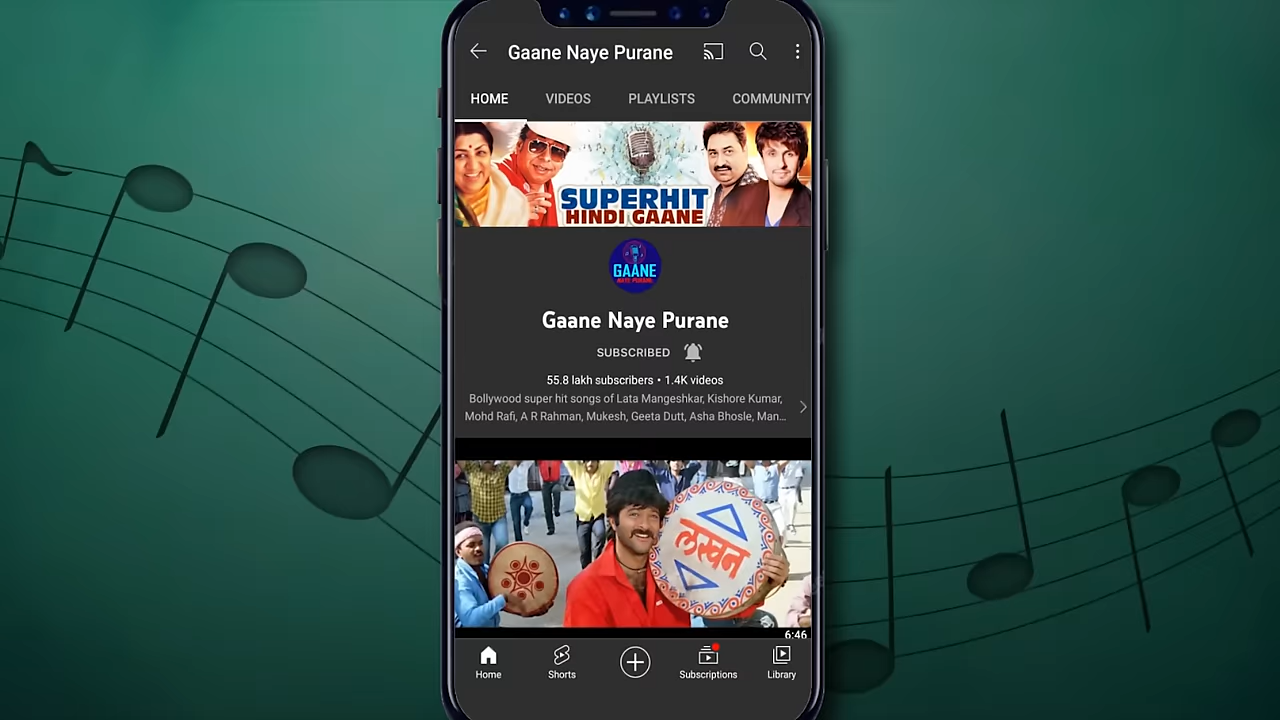 Gaane Naye Purane
HOME VIDEOS PLAYLISTS COMMUNITY
SUPERHIT
HINDI GAANE
GAANE
NAYE PURANE
Gaane Naye Purane
SUBSCRIBED
55.8 lakh subscribers • 1.4K videos
Bollywood super hit songs of Lata Mangeshkar, Kishore Kumar,
Mohd Rafi, A R Rahman, Mukesh, Geeta Dutt, Asha Bhosle, Man...
लखन
6:46
Home Shorts Subscriptions Library